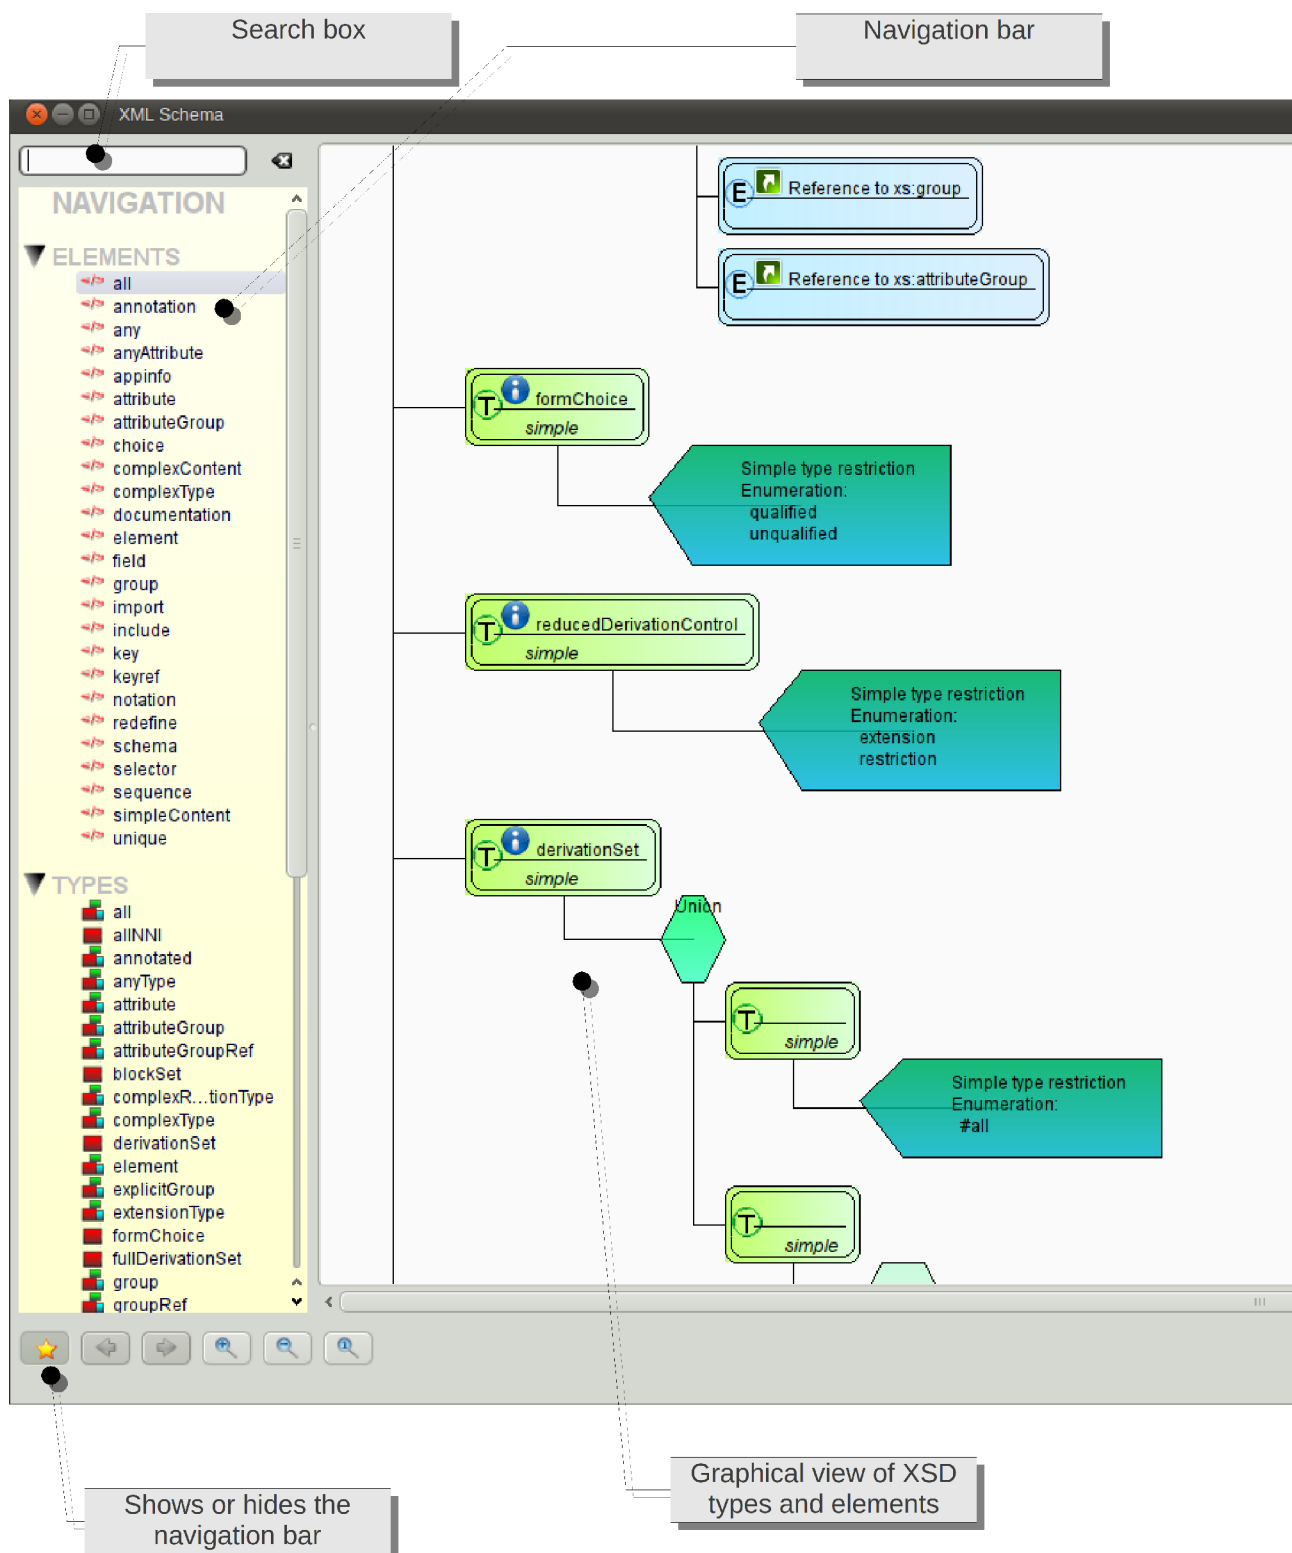 Search box
Navigation bar
XML Schema
NAVIGATION
ELEMENTS
all
annotation
any
anyAttribute
appinfo
attribute
attributeGroup
choice
complexContent
complexType
documentation
element
field
group
import
include
key
keyref
notation
redefine
schema
selector
sequence
simpleContent
unique
TYPES
all
allNNI
annotated
anyType
attribute
attributeGroup
attributeGroupRef
blockSet
complexR...tionType
complexType
derivationSet
element
explicitGroup
extensionType
formChoice
fullDerivationSet
group
groupRef
E Reference to xs:group
E Reference to xs:attributeGroup
T i formChoice
simple
Simple type restriction
Enumeration:
qualified
unqualified
T i reducedDerivationControl
simple
Simple type restriction
Enumeration:
extension
restriction
T i derivationSet
simple
Union
T
simple
Simple type restriction
Enumeration:
#all
T
simple
Graphical view of XSD
types and elements
Shows or hides the
navigation bar